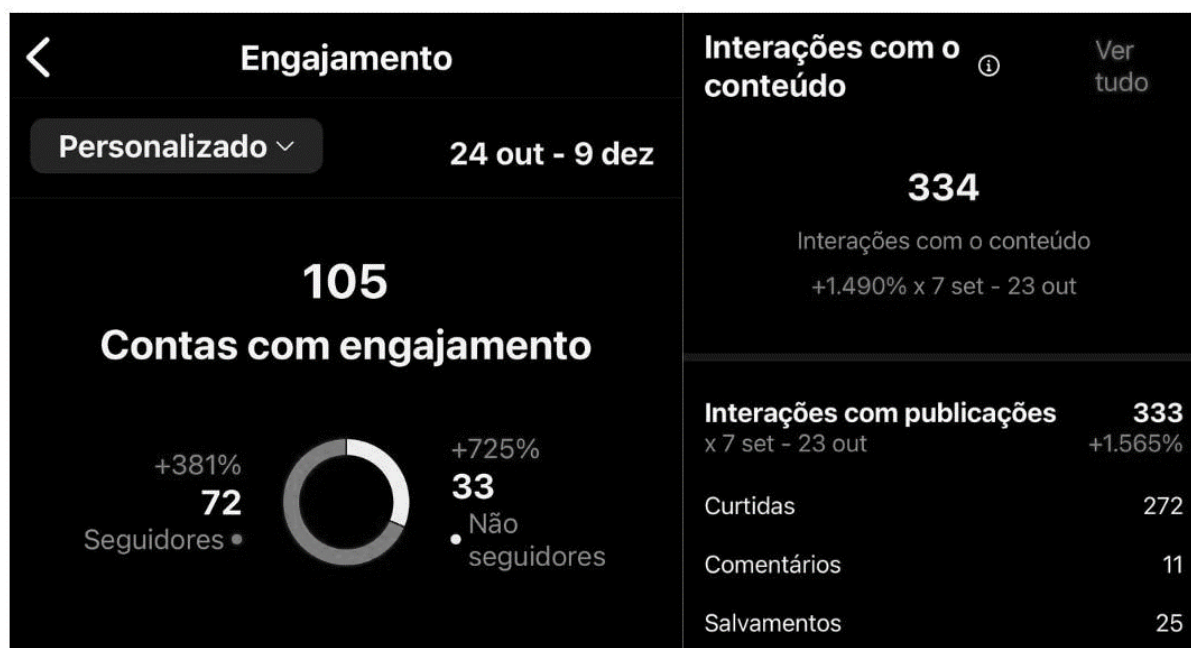 Engajamento
Personalizado
24 out - 9 dez
105
Contas com engajamento
+381%
72
Seguidores
+725%
33
Não
seguidores
Interações com o
conteúdo
Ver
tudo
334
Interações com o conteúdo
+1.490% x 7 set - 23 out
Interações com publicações 333
x 7 set - 23 out +1.565%
Curtidas 272
Comentários 11
Salvamentos 25